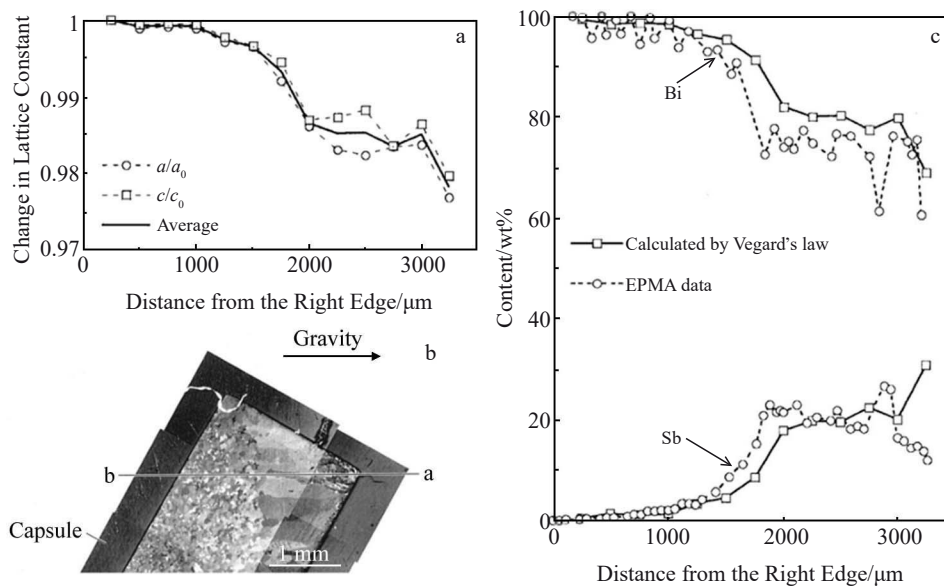 a
Change in Lattice Constant
1
0.99
0.98
0.97
a/a0
c/c0
Average
0 1000 2000 3000
Distance from the Right Edge/μm
Gravity
b
b
a
Capsule
1 mm
c
Content/wt%
100
80
60
40
20
0
Bi
Calculated by Vegard's law
EPMA data
Sb
0 1000 2000 3000
Distance from the Right Edge/μm